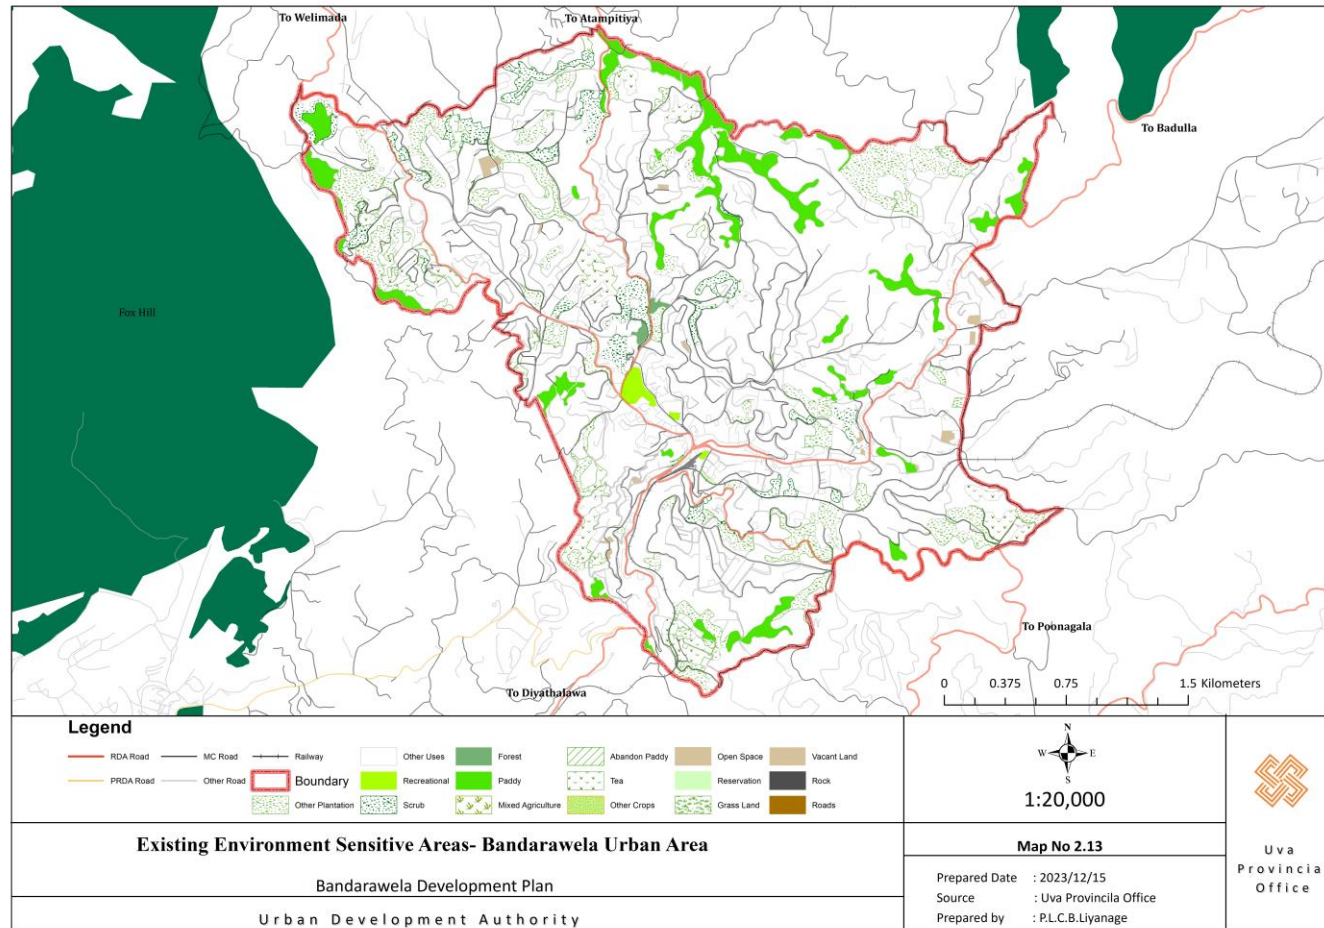 To Welimada
To Atampitiya
To Badulla
Fox Hill
To Poonagala
To Diyathalawa
0 0.375 0.75 1.5 Kilometers
Legend
RDA Road MC Road Railway Other Uses Forest Abandon Paddy Open Space Vacant Land
PRDA Road Other Road Boundary Recreational Paddy Tea Reservation Rock
Other Plantation Scrub Mixed Agriculture Other Crops Grass Land Roads
N
W E
S
1:20,000
Existing Environment Sensitive Areas- Bandarawela Urban Area
Bandarawela Development Plan
Urban Development Authority
Map No 2.13
Prepared Date : 2023/12/15
Source : Uva Provincila Office
Prepared by : P.L.C.B.Liyanage
Uva
Provincia
Office